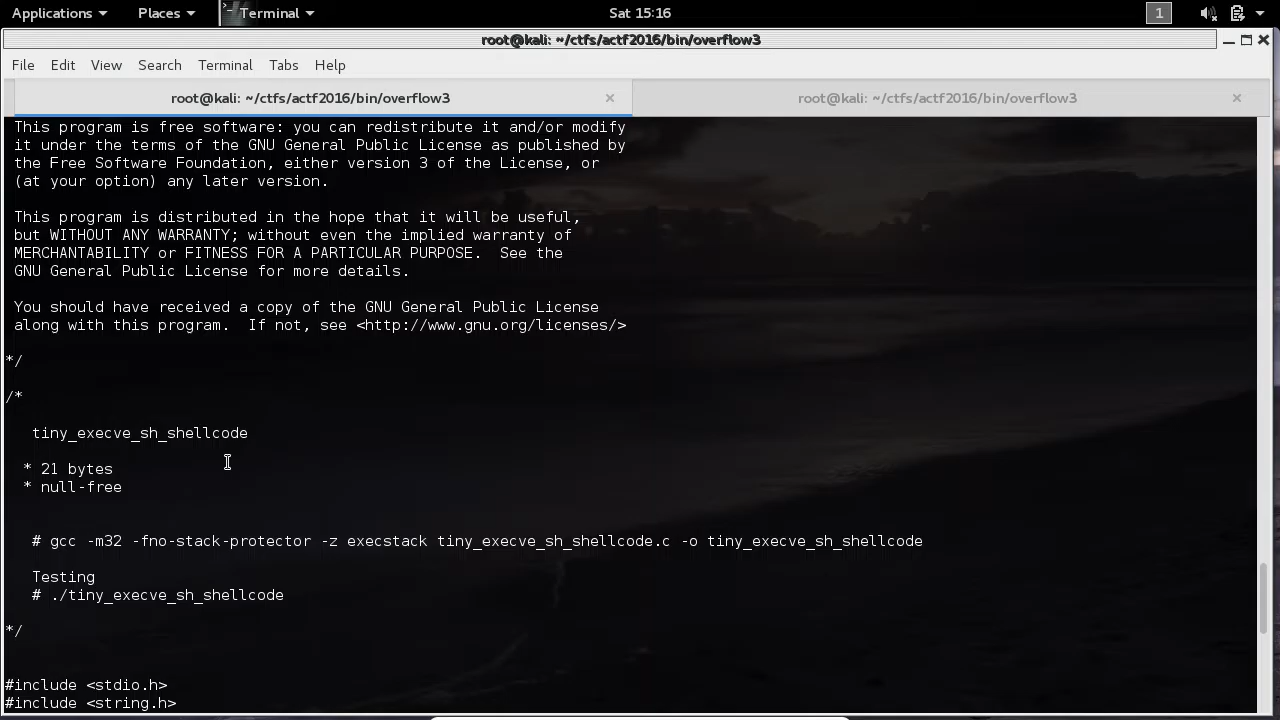 Applications Places Terminal Sat 15:16 1
root@kali: ~/ctfs/actf2016/bin/overflow3
File Edit View Search Terminal Tabs Help
root@kali: ~/ctfs/actf2016/bin/overflow3 root@kali: ~/ctfs/actf2016/bin/overflow3
This program is free software: you can redistribute it and/or modify
it under the terms of the GNU General Public License as published by
the Free Software Foundation, either version 3 of the License, or
(at your option) any later version.
This program is distributed in the hope that it will be useful,
but WITHOUT ANY WARRANTY; without even the implied warranty of
MERCHANTABILITY or FITNESS FOR A PARTICULAR PURPOSE.  See the
GNU General Public License for more details.
You should have received a copy of the GNU General Public License
along with this program.  If not, see <http://www.gnu.org/licenses/>
*/
/*
tiny_execve_sh_shellcode
* 21 bytes
* null-free
# gcc -m32 -fno-stack-protector -z execstack tiny_execve_sh_shellcode.c -o tiny_execve_sh_shellcode
Testing
# ./tiny_execve_sh_shellcode
*/
#include <stdio.h>
#include <string.h>